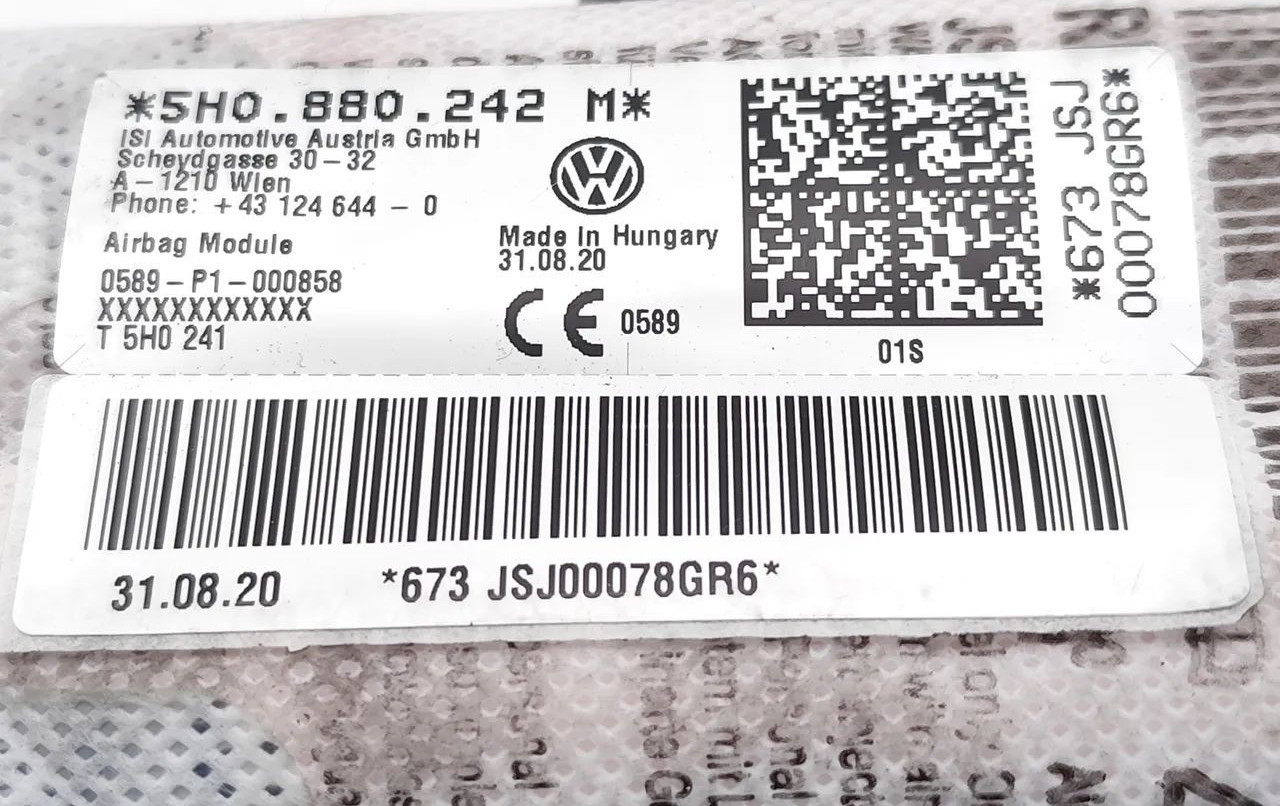 *5H0.880.242 M*
ISI Automotive Austria GmbH
Scheydgasse 30-32
A-1210 Wien
Phone: +43 124 644 - 0
Airbag Module
0589-P1-000858
XXXXXXXXXXXX
T 5H0 241
Made In Hungary
31.08.20
CE 0589
01S
*673 JSJ
00078GR6*
31.08.20 *673 JSJ00078GR6*